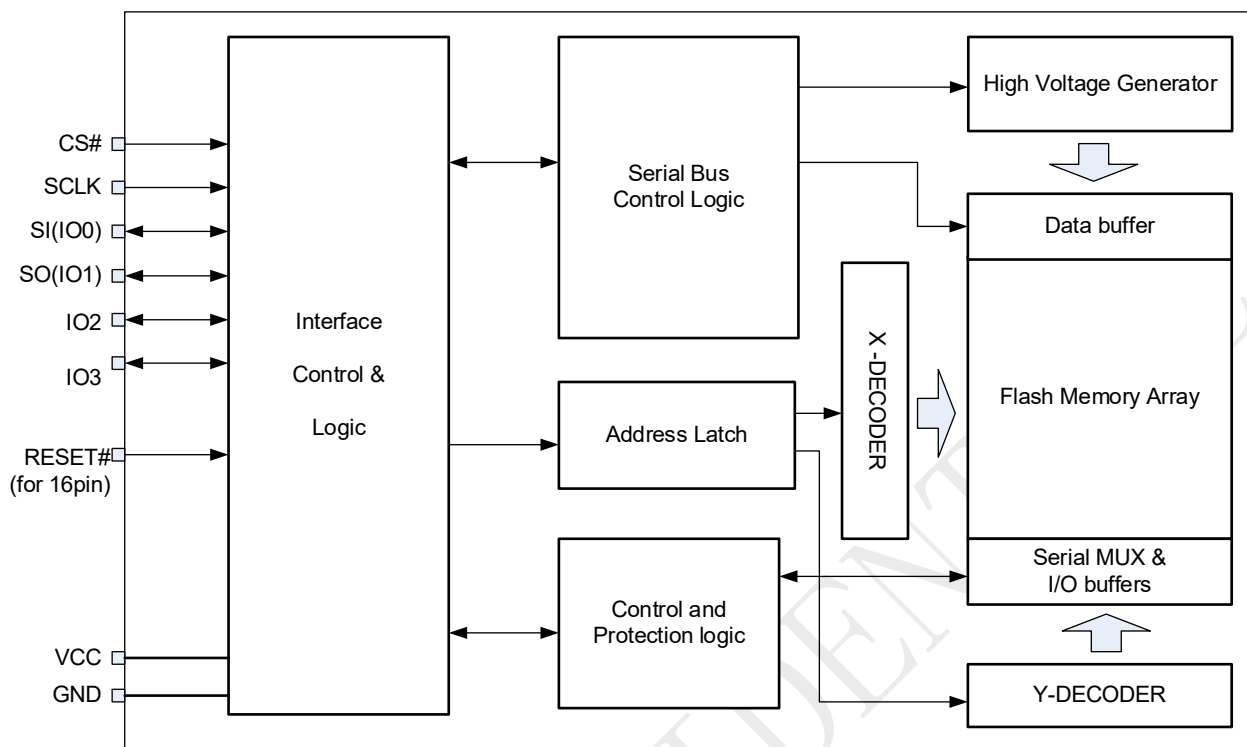 CS#
SCLK
SI(IO0)
SO(IO1)
IO2
IO3
RESET#
(for 16pin)
VCC
GND
Interface
Control &
Logic
Serial Bus
Control Logic
Address Latch
Control and
Protection logic
X -DECODER
High Voltage Generator
Data buffer
Flash Memory Array
Serial MUX &
I/O buffers
Y-DECODER